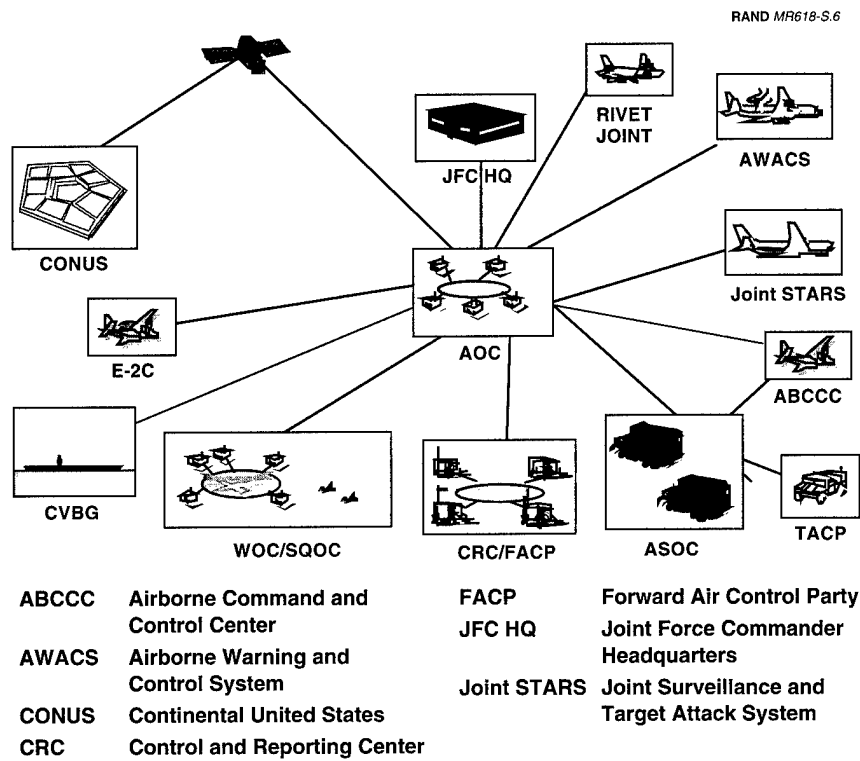 RAND MR618-S.6
RIVET
JOINT
JFC HQ
AWACS
CONUS
Joint STARS
AOC
E-2C
ABCCC
CVBG
WOC/SQOC
CRC/FACP
ASOC
TACP
ABCCC Airborne Command and
Control Center
AWACS Airborne Warning and
Control System
CONUS Continental United States
CRC Control and Reporting Center
FACP Forward Air Control Party
JFC HQ Joint Force Commander
Headquarters
Joint STARS Joint Surveillance and
Target Attack System